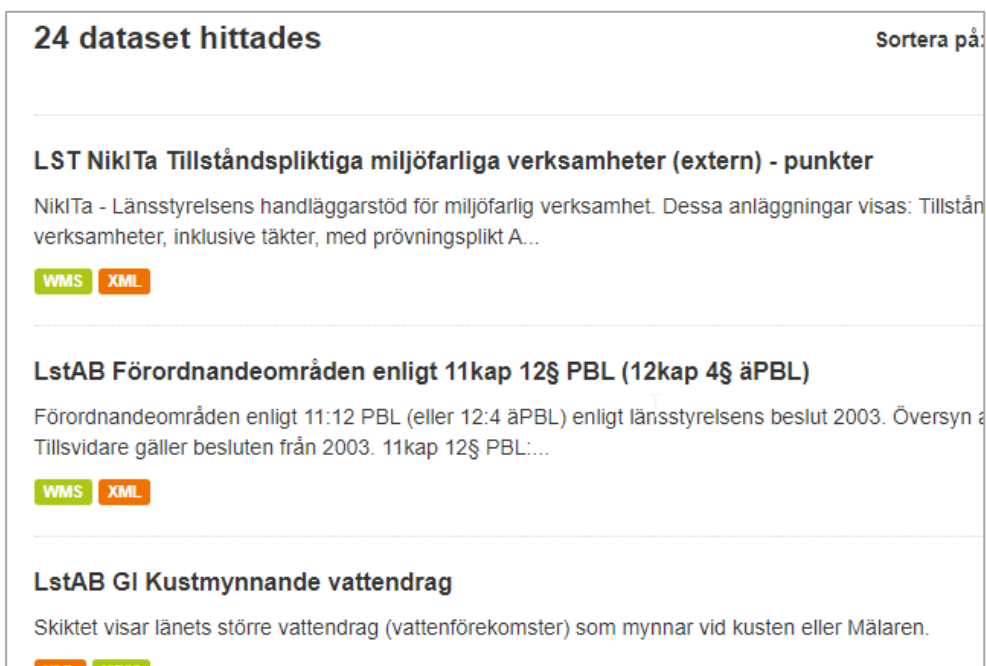 24 dataset hittades
Sortera på:
LST NikITa Tillståndspliktiga miljöfarliga verksamheter (extern) - punkter
NikITa - Länsstyrelsens handläggarstöd för miljöfarlig verksamhet. Dessa anläggningar visas:
verksamheter, inklusive täkter, med prövningsplikt A...
WMS XML
LstAB Förordnandeområden enligt 11kap 12§ PBL (12kap 4§ äPBL)
Förordnandeområden enligt 11:12 PBL (eller 12:4 äPBL) enligt länsstyrelsens beslut 2003. Översyn
Tillsvidare gäller besluten från 2003. 11kap 12§ PBL:...
WMS XML
LstAB GI Kustmynnande vattendrag
Skiktet visar länets större vattendrag (vattenförekomster) som mynnar vid kusten eller Mälaren.